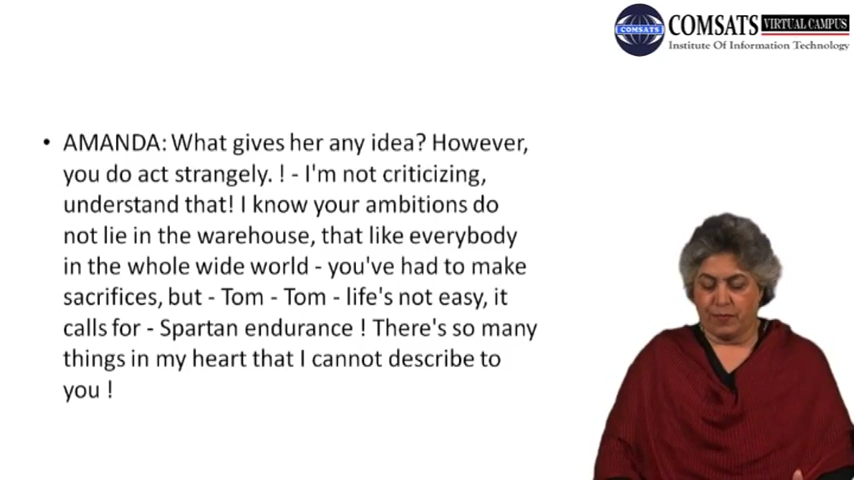 COMSATS
COMSATS VIRTUAL CAMPUS
Institute Of Information Technology
• AMANDA: What gives her any idea? However,
you do act strangely. ! - I'm not criticizing,
understand that! I know your ambitions do
not lie in the warehouse, that like everybody
in the whole wide world - you've had to make
sacrifices, but - Tom - Tom - life's not easy, it
calls for - Spartan endurance ! There's so many
things in my heart that I cannot describe to
you !